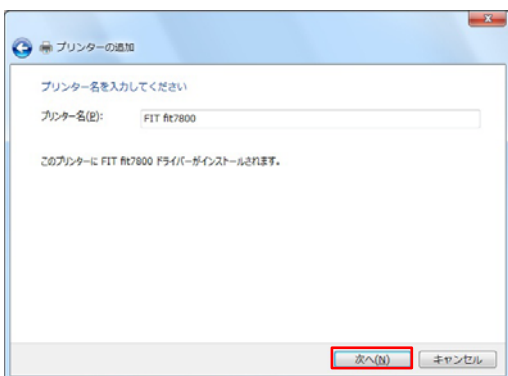 プリンターの追加
プリンター名を入力してください
プリンター名(P): FIT fit7800
このプリンターに FIT fit7800 ドライバーがインストールされます。
次へ(N) キャンセル